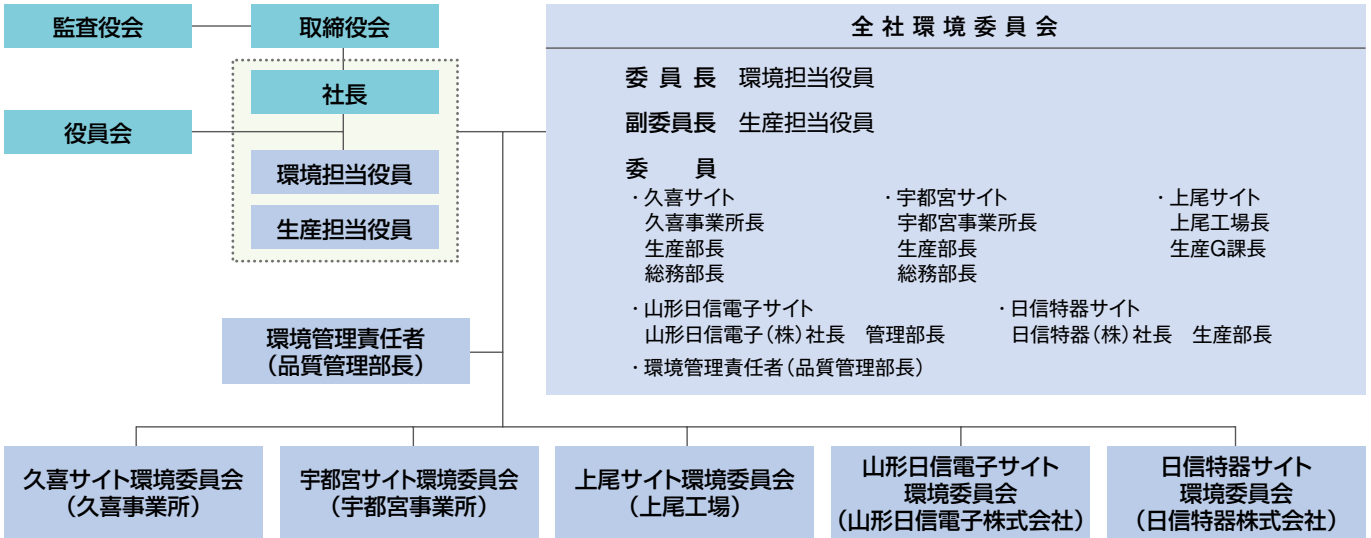 監査役会
取締役会
社長
役員会
環境担当役員
生産担当役員
全社環境委員会
委員長 環境担当役員
副委員長 生産担当役員
委員
・久喜サイト
久喜事業所長
生産部長
総務部長
・宇都宮サイト
宇都宮事業所長
生産部長
総務部長
・上尾サイト
上尾工場長
生産G課長
・山形日信電子サイト
山形日信電子(株)社長 管理部長
・日信特器サイト
日信特器(株)社長 生産部長
・環境管理責任者(品質管理部長)
環境管理責任者
(品質管理部長)
久喜サイト環境委員会
(久喜事業所)
宇都宮サイト環境委員会
(宇都宮事業所)
上尾サイト環境委員会
(上尾工場)
山形日信電子サイト
環境委員会
(山形日信電子株式会社)
日信特器サイト
環境委員会
(日信特器株式会社)